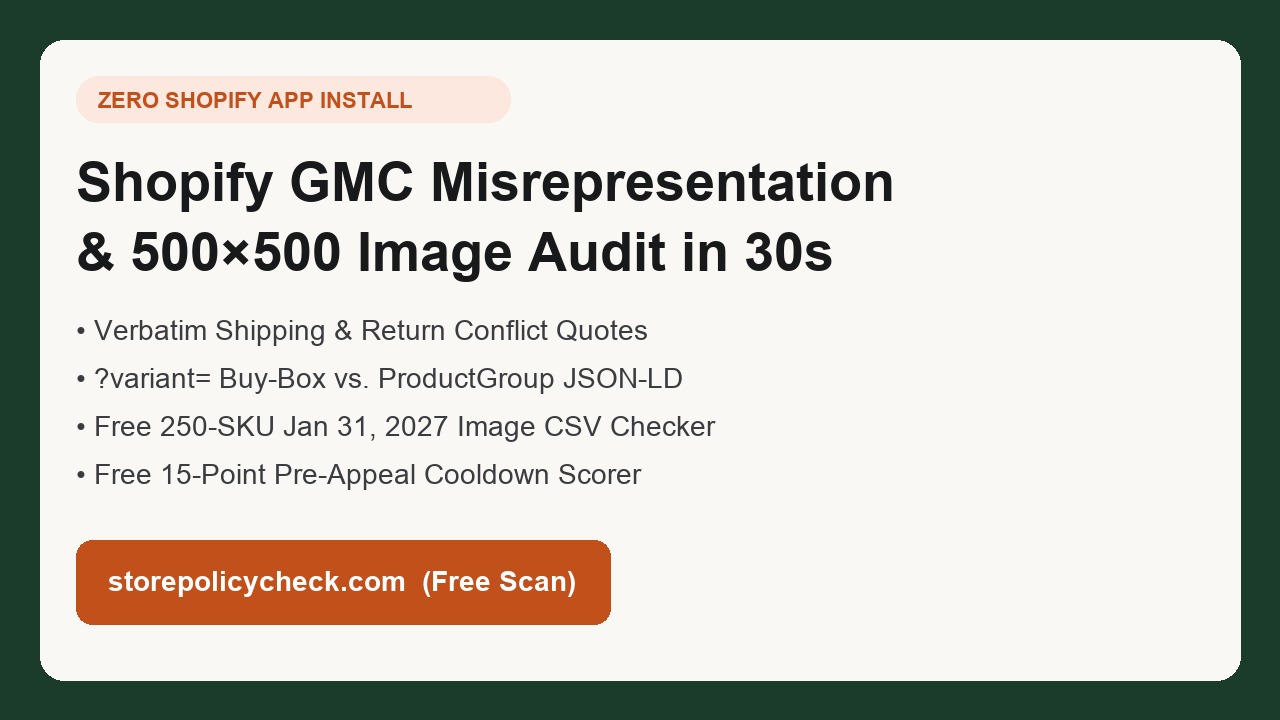 ZERO SHOPIFY APP INSTALL
Shopify GMC Misrepresentation
& 500×500 Image Audit in 30s
• Verbatim Shipping & Return Conflict Quotes
• ?variant= Buy-Box vs. ProductGroup JSON-LD
• Free 250-SKU Jan 31, 2027 Image CSV Checker
• Free 15-Point Pre-Appeal Cooldown Scorer
storepolicycheck.com (Free Scan)